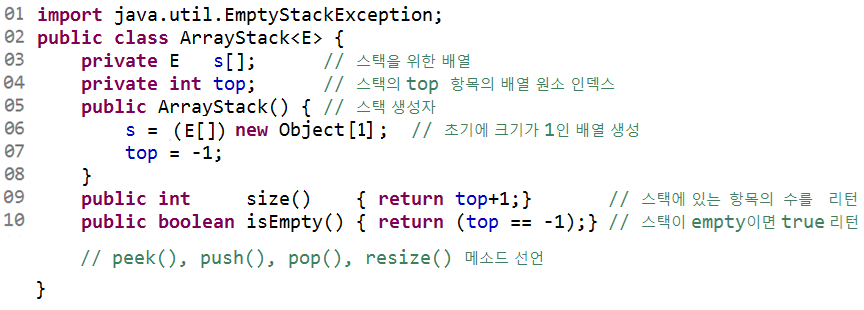 01 import java.util.EmptyStackException;
02 public class ArrayStack<E> {
03 private E s[]; // 스택을 위한 배열
04 private int top; // 스택의 top 항목의 배열 원소 인덱스
05 public ArrayStack() { // 스택 생성자
06 s = (E[]) new Object[1]; // 초기에 크기가 1인 배열 생성
07 top = -1;
08 }
09 public int size() { return top+1;} // 스택에 있는 항목의 수를 리턴
10 public boolean isEmpty() { return (top == -1);} // 스택이 empty이면 true 리턴
// peek(), push(), pop(), resize() 메소드 선언
}